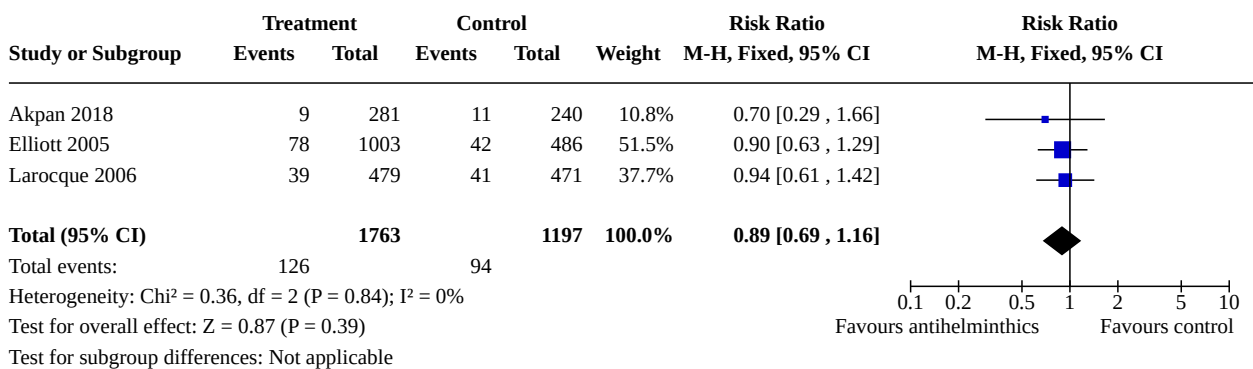 Treatment Control Risk Ratio Risk Ratio
Study or Subgroup Events Total Events Total Weight M-H, Fixed, 95% CI M-H, Fixed, 95% CI
Akpan 2018 9 281 11 240 10.8% 0.70 [0.29 , 1.66]
Elliott 2005 78 1003 42 486 51.5% 0.90 [0.63 , 1.29]
Larocque 2006 39 479 41 471 37.7% 0.94 [0.61 , 1.42]
Total (95% CI) 1763 1197 100.0% 0.89 [0.69 , 1.16]
Total events: 126 94
Heterogeneity: Chi² = 0.36, df = 2 (P = 0.84); I² = 0%
0.1 0.2 0.5 1 2 5 10
Test for overall effect: Z = 0.87 (P = 0.39) Favours antihelminthics Favours control
Test for subgroup differences: Not applicable